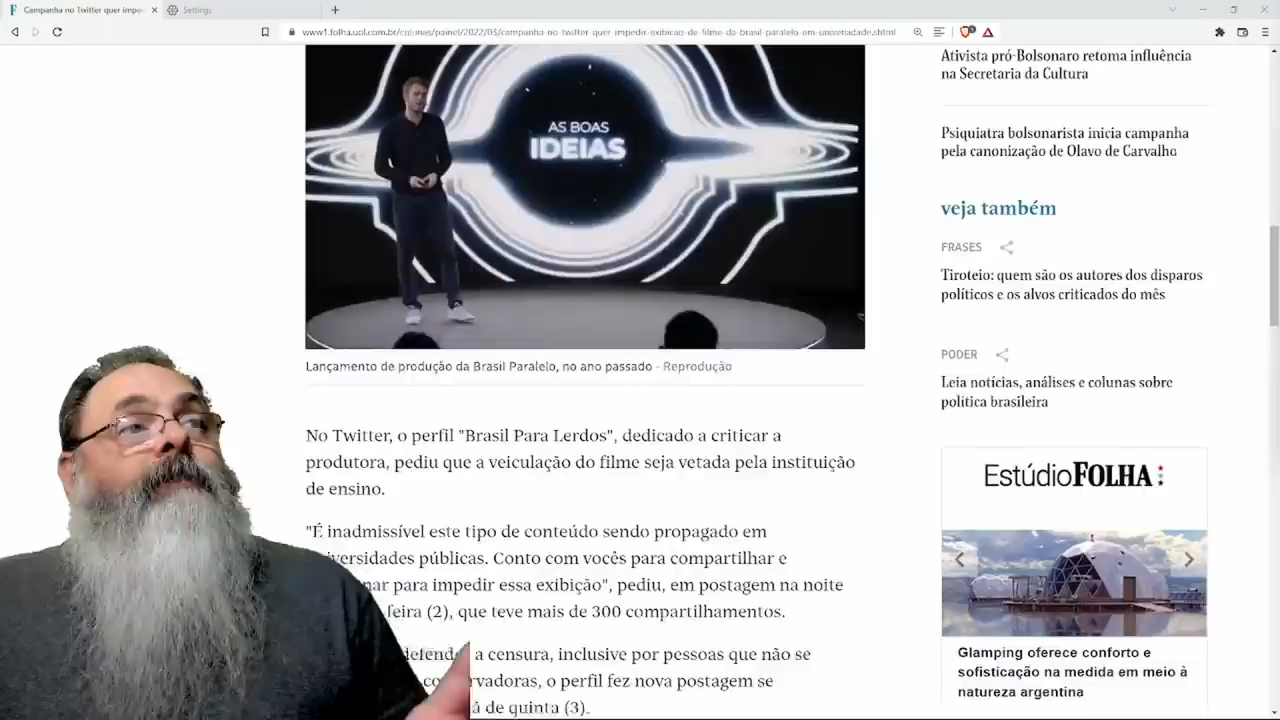 Campanha no Twitter quer impe
Settings
www1.folha.uol.com.br/colunas/painel/2022/03/campanha-no-twitter-quer-impedir-exibicao-de-filme-da-brasil-paralelo-em-universidade.shtml
AS BOAS
IDEIAS
Lançamento de produção da Brasil Paralelo, no ano passado - Reprodução
No Twitter, o perfil "Brasil Para Lerdos", dedicado a criticar a
produtora, pediu que a veiculação do filme seja vetada pela instituição
de ensino.
"É inadmissível este tipo de conteúdo sendo propagado em
versidades públicas. Conto com vocês para compartilhar e
nar para impedir essa exibição", pediu, em postagem na noite
feira (2), que teve mais de 300 compartilhamentos.
a censura, inclusive por pessoas que não se
vadoras, o perfil fez nova postagem se
de quinta (3).
Ativista pró-Bolsonaro retoma influência
na Secretaria da Cultura
Psiquiatra bolsonarista inicia campanha
pela canonização de Olavo de Carvalho
veja também
FRASES
Tiroteio: quem são os autores dos disparos
políticos e os alvos criticados do mês
PODER
Leia notícias, análises e colunas sobre
política brasileira
EstúdioFOLHA
Glamping oferece conforto e
sofisticação na medida em meio à
natureza argentina